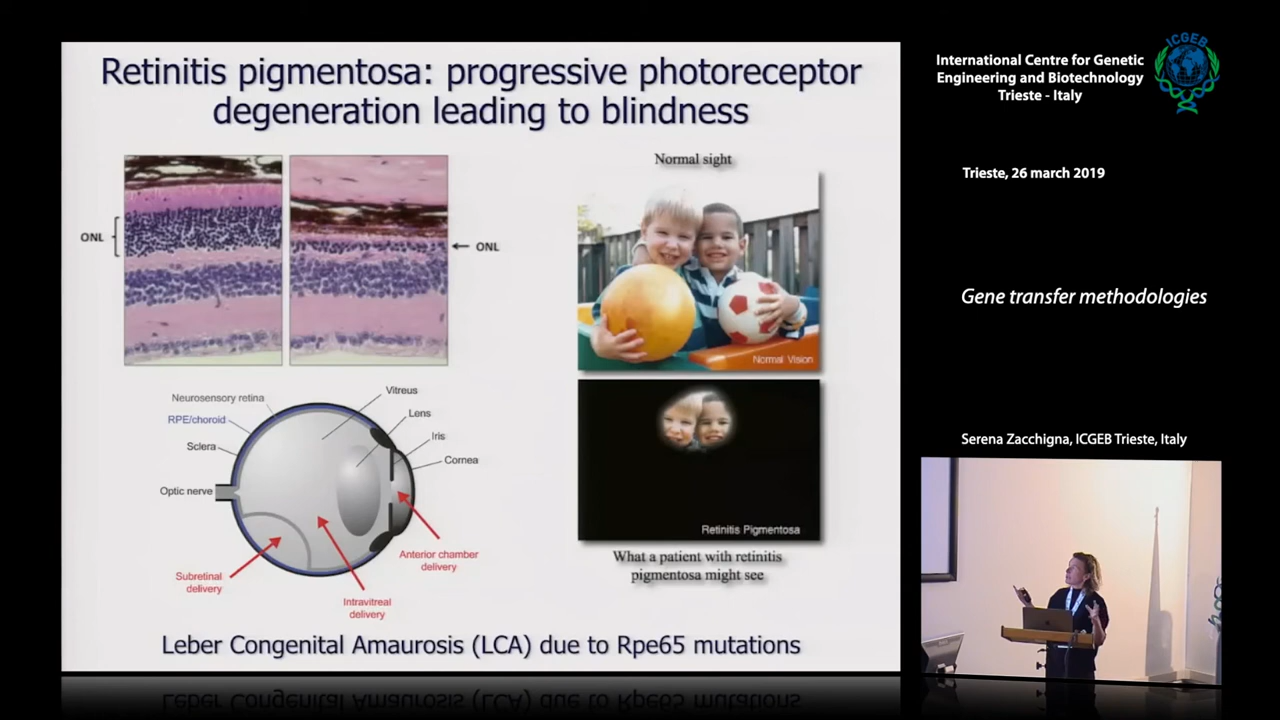 Retinitis pigmentosa: progressive photoreceptor
degeneration leading to blindness
ONL
ONL
Normal sight
Normal Vision
Retinitis Pigmentosa
What a patient with retinitis
pigmentosa might see
Neurosensory retina
RPE/choroid
Sclera
Optic nerve
Vitreus
Lens
Iris
Cornea
Subretinal
delivery
Intravitreal
delivery
Anterior chamber
delivery
Leber Congenital Amaurosis (LCA) due to Rpe65 mutations
International Centre for Genetic
Engineering and Biotechnology
Trieste - Italy
ICGEB
Trieste, 26 march 2019
Gene transfer methodologies
Serena Zacchigna, ICGEB Trieste, Italy